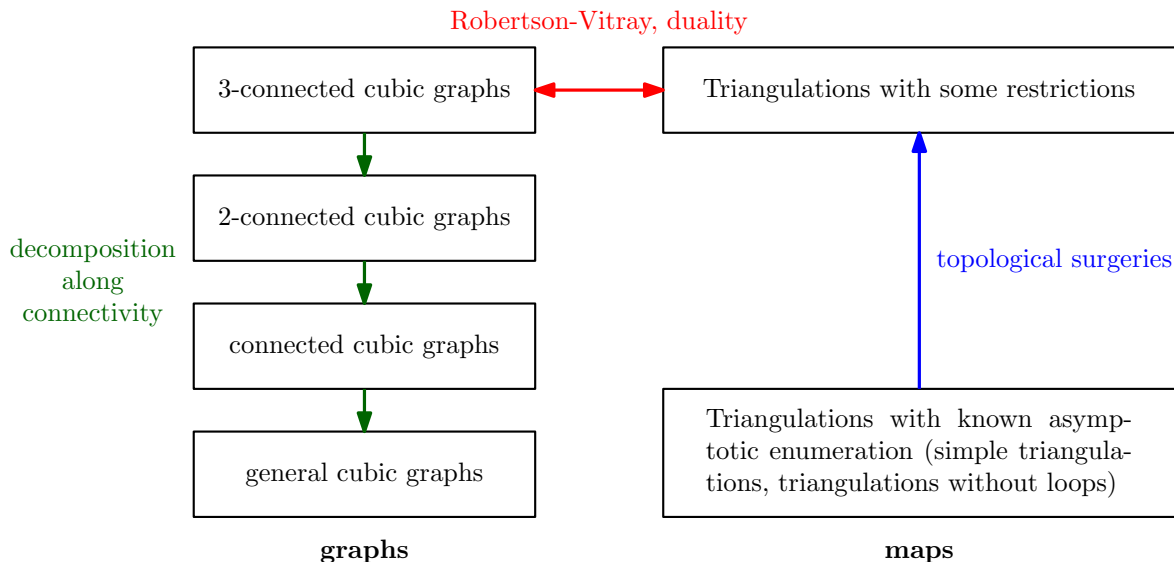 Robertson-Vitray, duality
3-connected cubic graphs
Triangulations with some restrictions
2-connected cubic graphs
decomposition
along
connectivity
topological surgeries
connected cubic graphs
general cubic graphs
Triangulations with known asymp-
totic enumeration (simple triangula-
tions, triangulations without loops)
graphs
maps